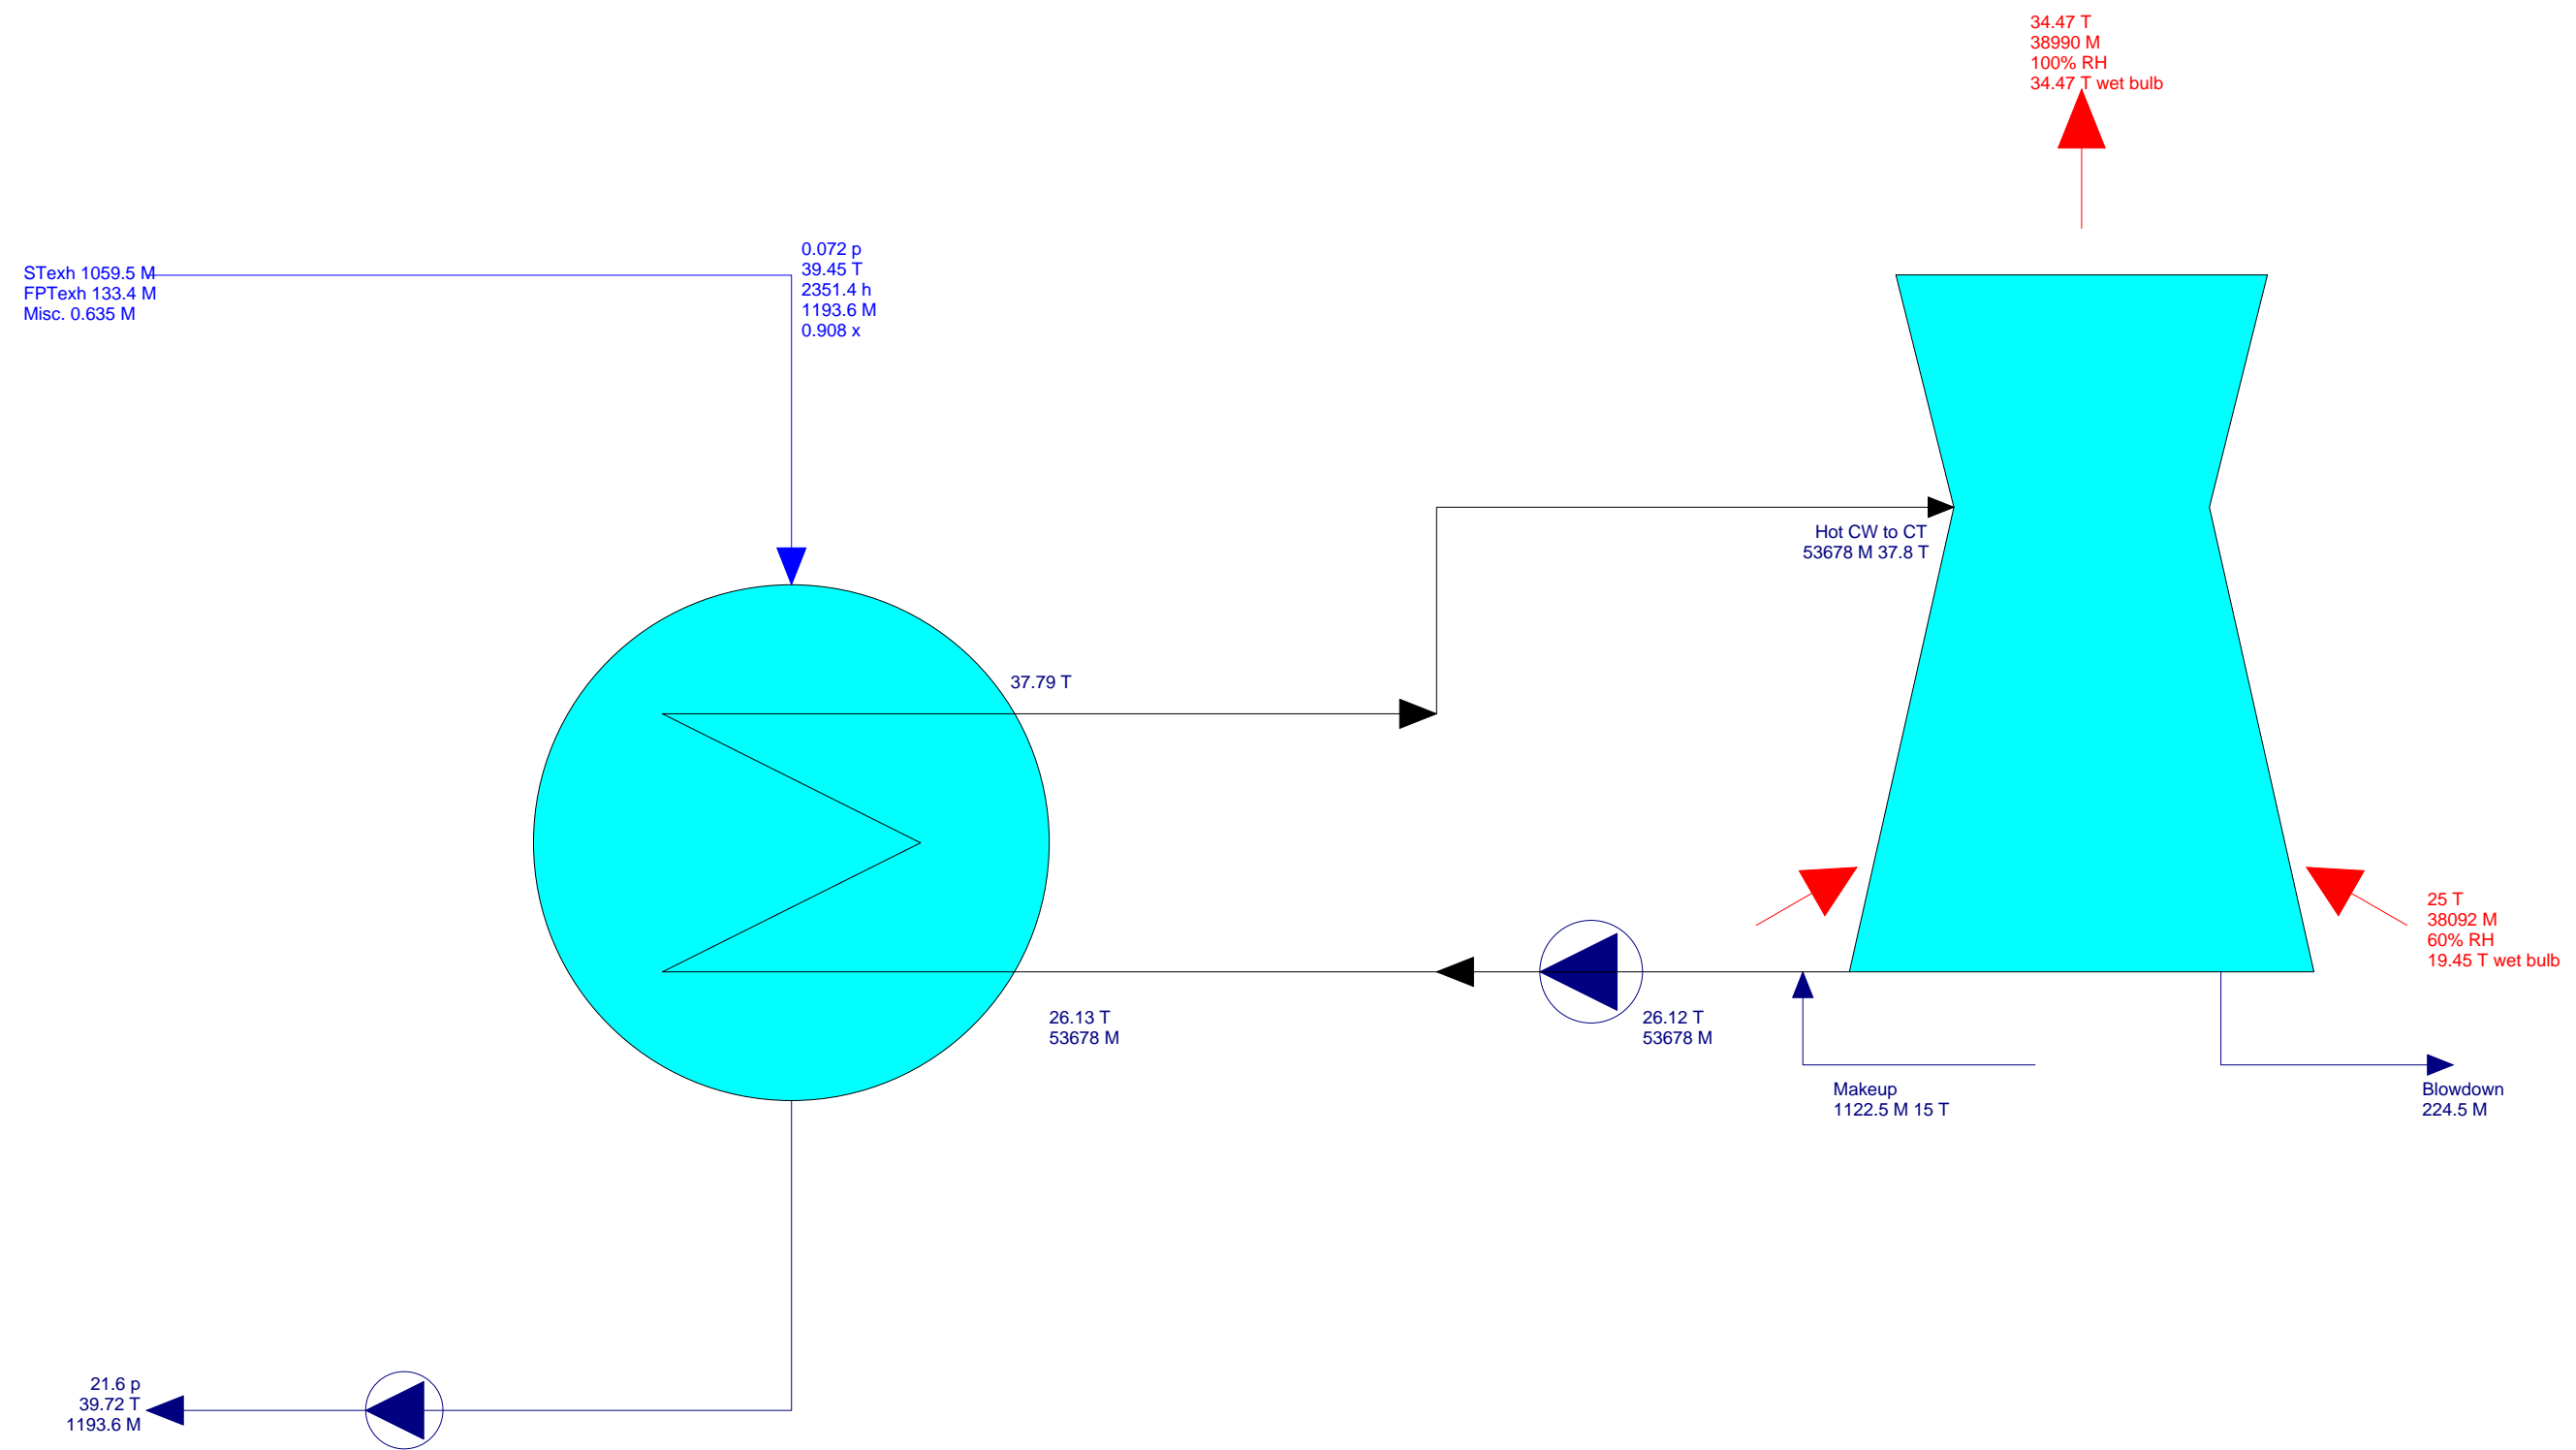 34.47 T
38990 M
100% RH
34.47 T wet bulb
STexh 1059.5 M
FPTexh 133.4 M
Misc. 0.635 M
0.072 p
39.45 T
2351.4 h
1193.6 M
0.908 x
Hot CW to CT
53678 M 37.8 T
37.79 T
25 T
38092 M
60% RH
19.45 T wet bulb
26.13 T
53678 M
26.12 T
53678 M
Makeup
1122.5 M 15 T
Blowdown
224.5 M
21.6 p
39.72 T
1193.6 M